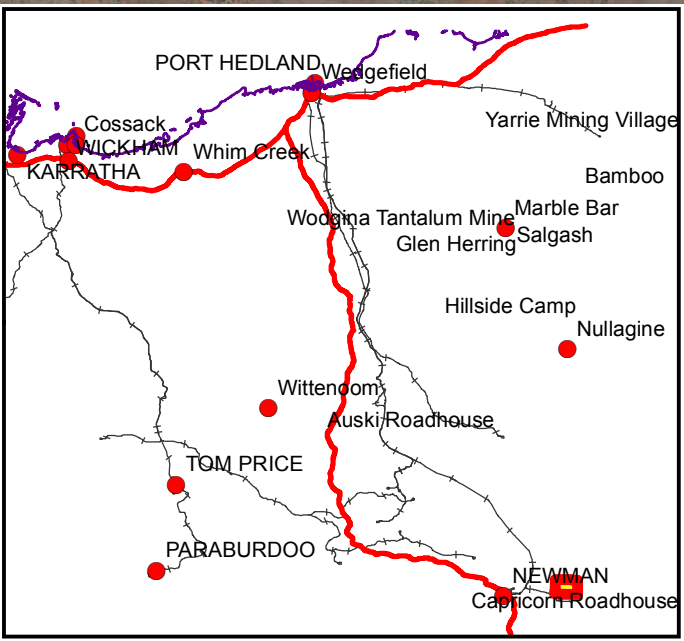 PORT HEDLAND
Wedgefield
Yarrie Mining Village
Cossack
WICKHAM
Whim Creek
KARRATHA
Bamboo
Marble Bar
Woogina Tantalum Mine
Salgash
Glen Herring
Hillside Camp
Nullagine
Wittenoom
Auski Roadhouse
TOM PRICE
PARABURDOO
NEWMAN
Capricorn Roadhouse